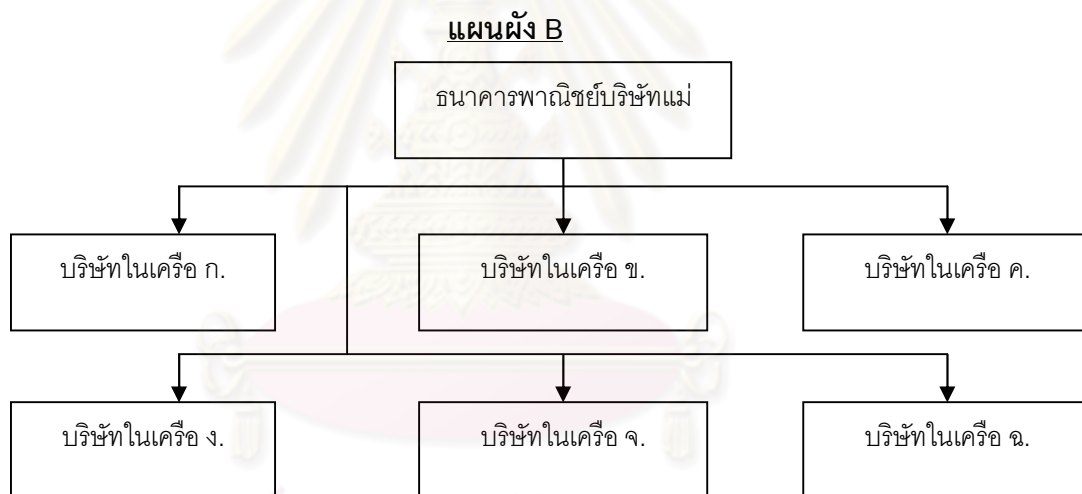 แผนผัง B
ธนาคารพาณิชย์บริษัทแม่
บริษัทในเครือ ก.
บริษัทในเครือ ข.
บริษัทในเครือ ค.
บริษัทในเครือ ง.
บริษัทในเครือ จ.
บริษัทในเครือ ฉ.